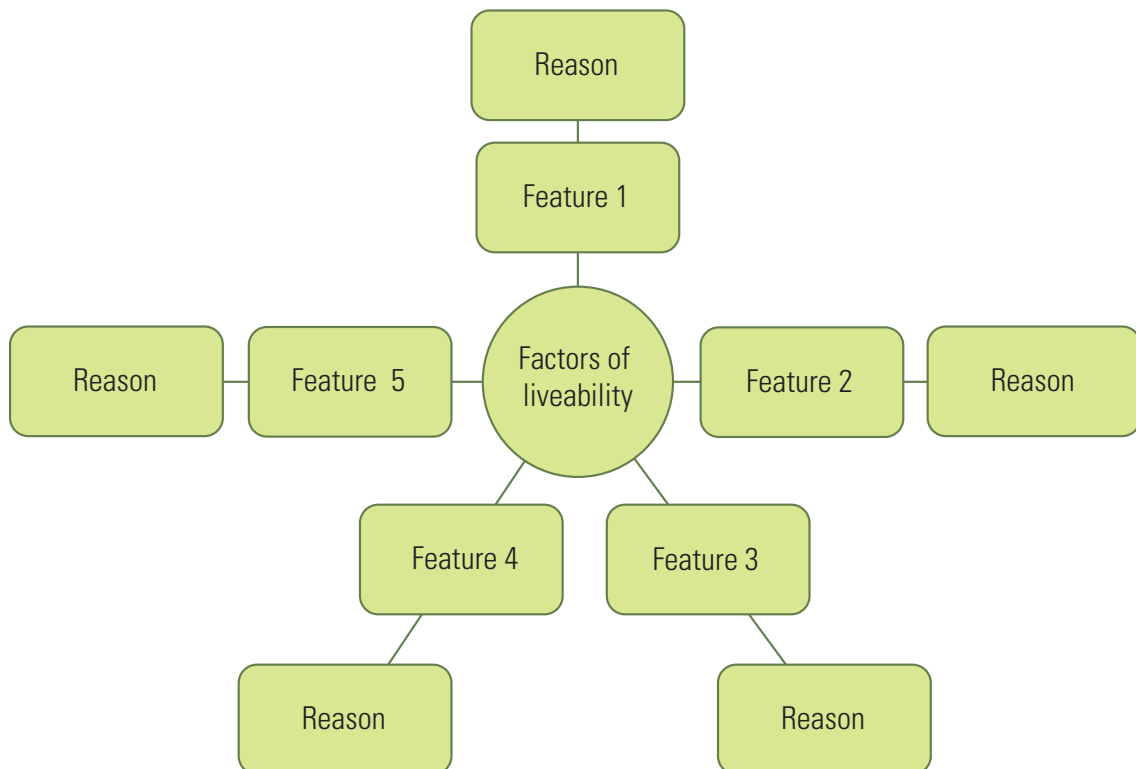 Reason
Feature 1
Factors of
liveability
Reason
Feature  5
Feature 2
Reason
Feature 4
Feature 3
Reason
Reason